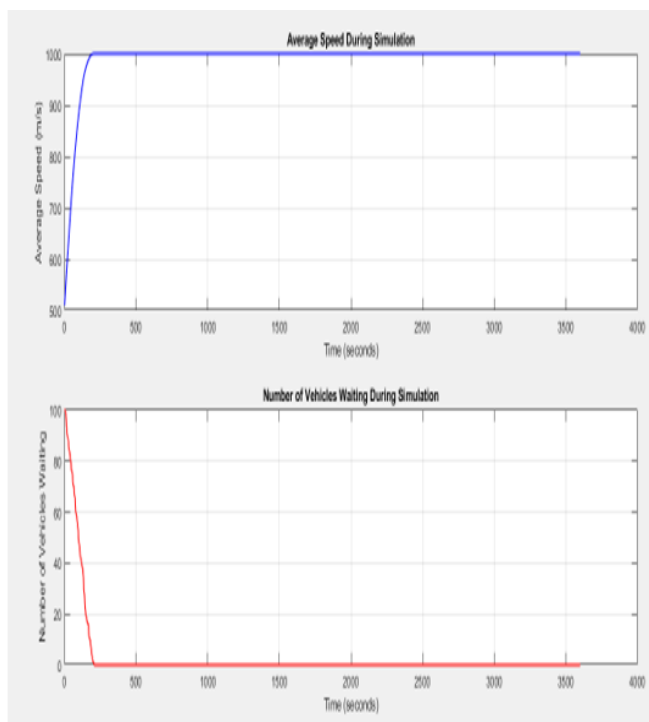 Average Speed During Simulation
1000
900
800
700
600
500
Average Speed (m/s)
0 500 1000 1500 2000 2500 3000 3500 4000
Time (seconds)
Number of Vehicles Waiting During Simulation
100
80
60
40
20
0
Number of Vehicles Waiting
0 500 1000 1500 2000 2500 3000 3500 4000
Time (seconds)